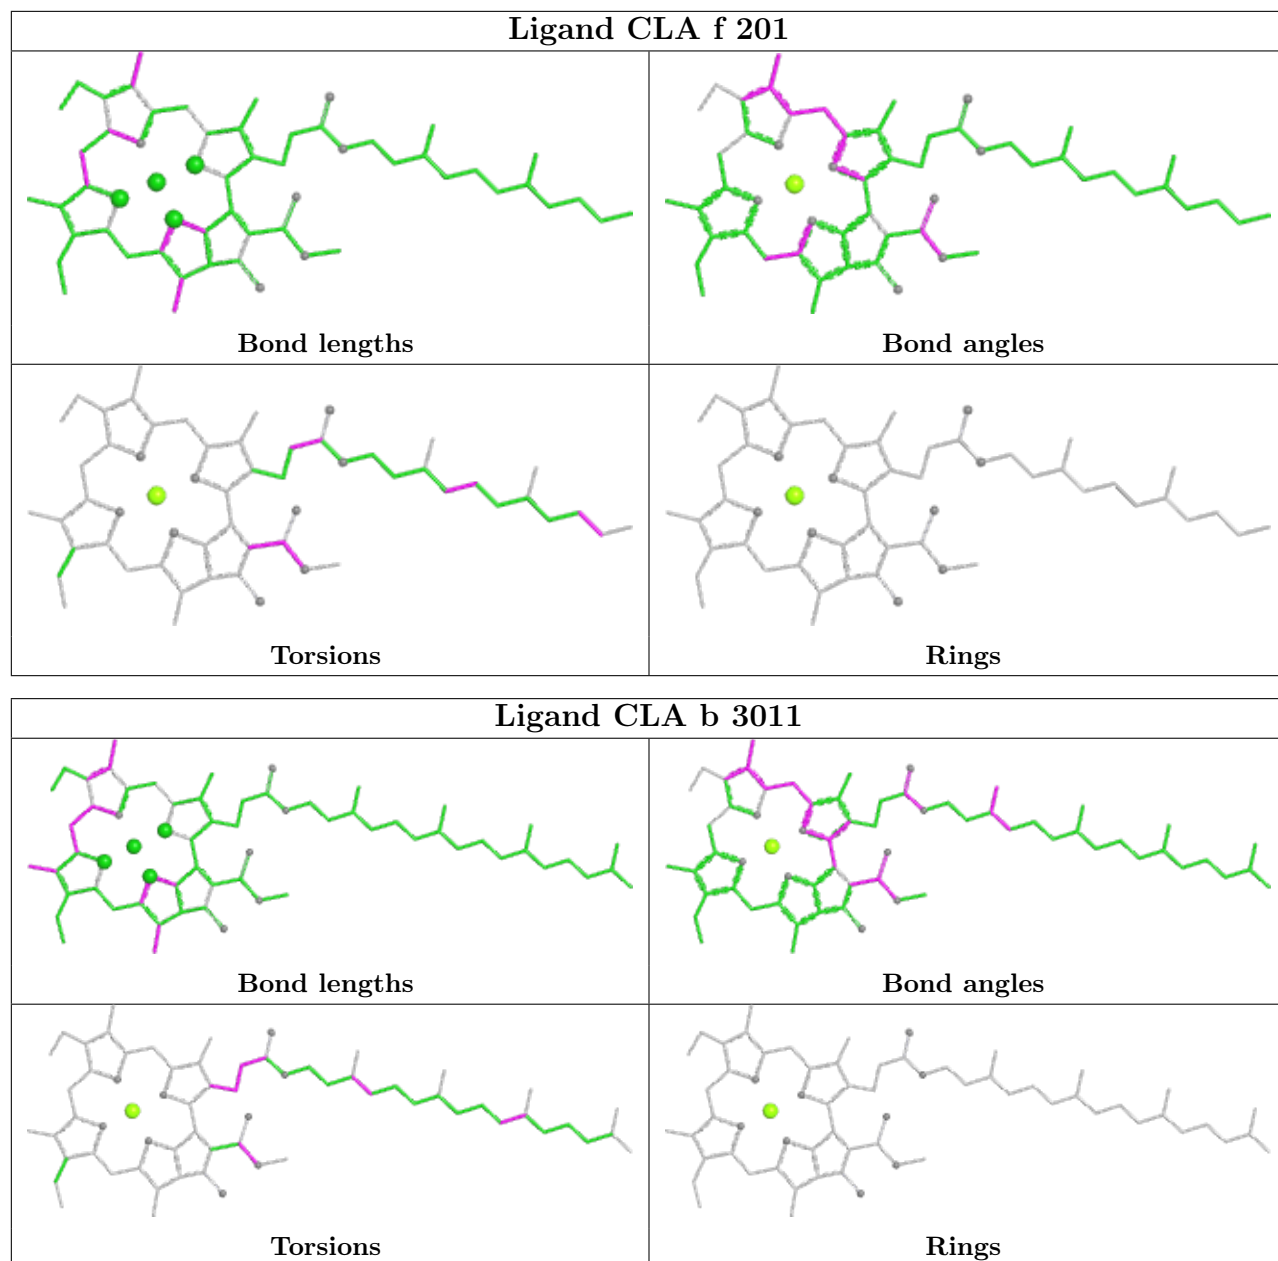 Ligand CLA f 201
Bond lengths
Bond angles
Torsions
Rings
Ligand CLA b 3011
Bond lengths
Bond angles
Torsions
Rings